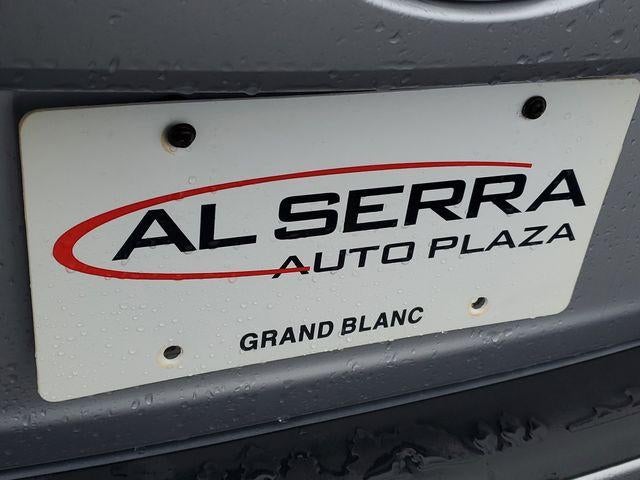 AL SERRA
AUTO PLAZA
GRAND BLANC